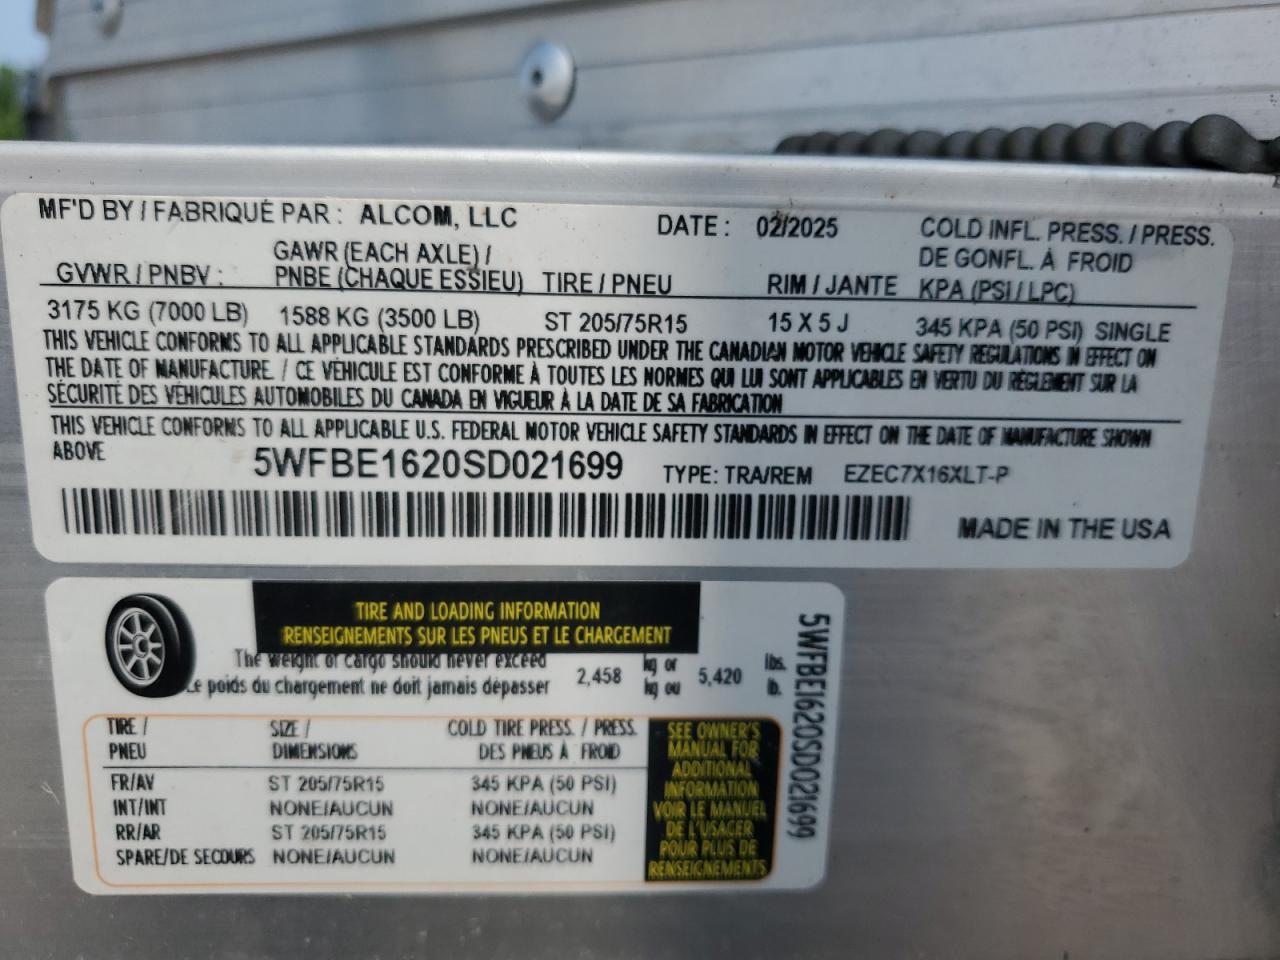 MF'D BY / FABRIQUÉ PAR : ALCOM, LLC DATE : 02/2025 COLD INFL. PRESS. / PRESS.
GVWR / PNBV : GAWR (EACH AXLE) / PNBE (CHAQUE ESSIEU) TIRE / PNEU RIM / JANTE DE GONFL. À FROID KPA (PSI / LPC)
3175 KG (7000 LB) 1588 KG (3500 LB) ST 205/75R15 15 X 5 J 345 KPA (50 PSI) SINGLE
THIS VEHICLE CONFORMS TO ALL APPLICABLE STANDARDS PRESCRIBED UNDER THE CANADIAN MOTOR VEHICLE SAFETY REGULATIONS IN EFFECT ON
THE DATE OF MANUFACTURE. / CE VÉHICULE EST CONFORME À TOUTES LES NORMES QUI LUI SONT APPLICABLES EN VERTU DU RÈGLEMENT SUR LA
SÉCURITÉ DES VÉHICULES AUTOMOBILES DU CANADA EN VIGUEUR À LA DATE DE SA FABRICATION
THIS VEHICLE CONFORMS TO ALL APPLICABLE U.S. FEDERAL MOTOR VEHICLE SAFETY STANDARDS IN EFFECT ON THE DATE OF MANUFACTURE SHOWN
ABOVE 5WFBE1620SD021699 TYPE: TRA/REM EZEC7X16XLT-P
MADE IN THE USA
TIRE AND LOADING INFORMATION
RENSEIGNEMENTS SUR LES PNEUS ET LE CHARGEMENT
The weight of cargo should never exceed 2,458 kg or 5,420 lbs.
Le poids du chargement ne doit jamais dépasser kg ou lb.
TIRE / SIZE / COLD TIRE PRESS. / PRESS.
PNEU DIMENSIONS DES PNEUS À FROID
FR/AV ST 205/75R15 345 KPA (50 PSI)
INT/INT NONE/AUCUN NONE/AUCUN
RR/AR ST 205/75R15 345 KPA (50 PSI)
SPARE/DE SECOURS NONE/AUCUN NONE/AUCUN
SEE OWNER'S
MANUAL FOR
ADDITIONAL
INFORMATION
VOIR LE MANUEL
DE L'USAGER
POUR PLUS DE
RENSEIGNEMENTS
5WFBE1620SD021699